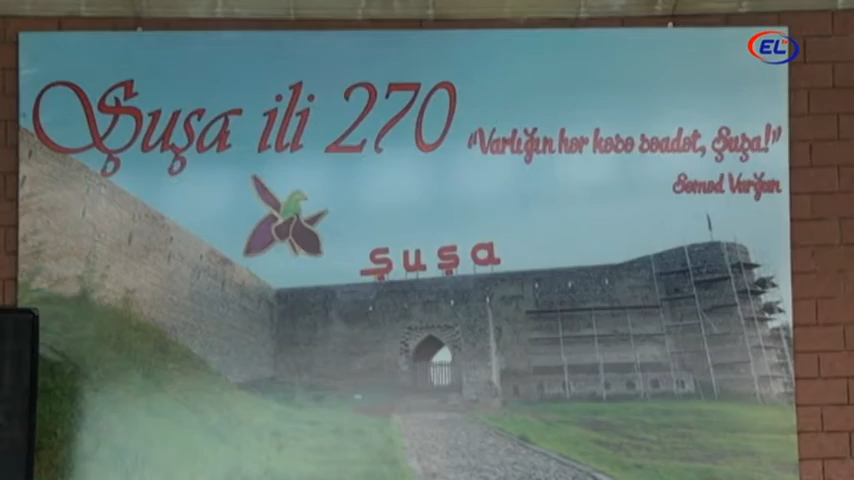 EL
Şuşa ili 270
"Varlığın hər kəsə səadət, Şuşa!"
Səməd Vurğun
Şuşa